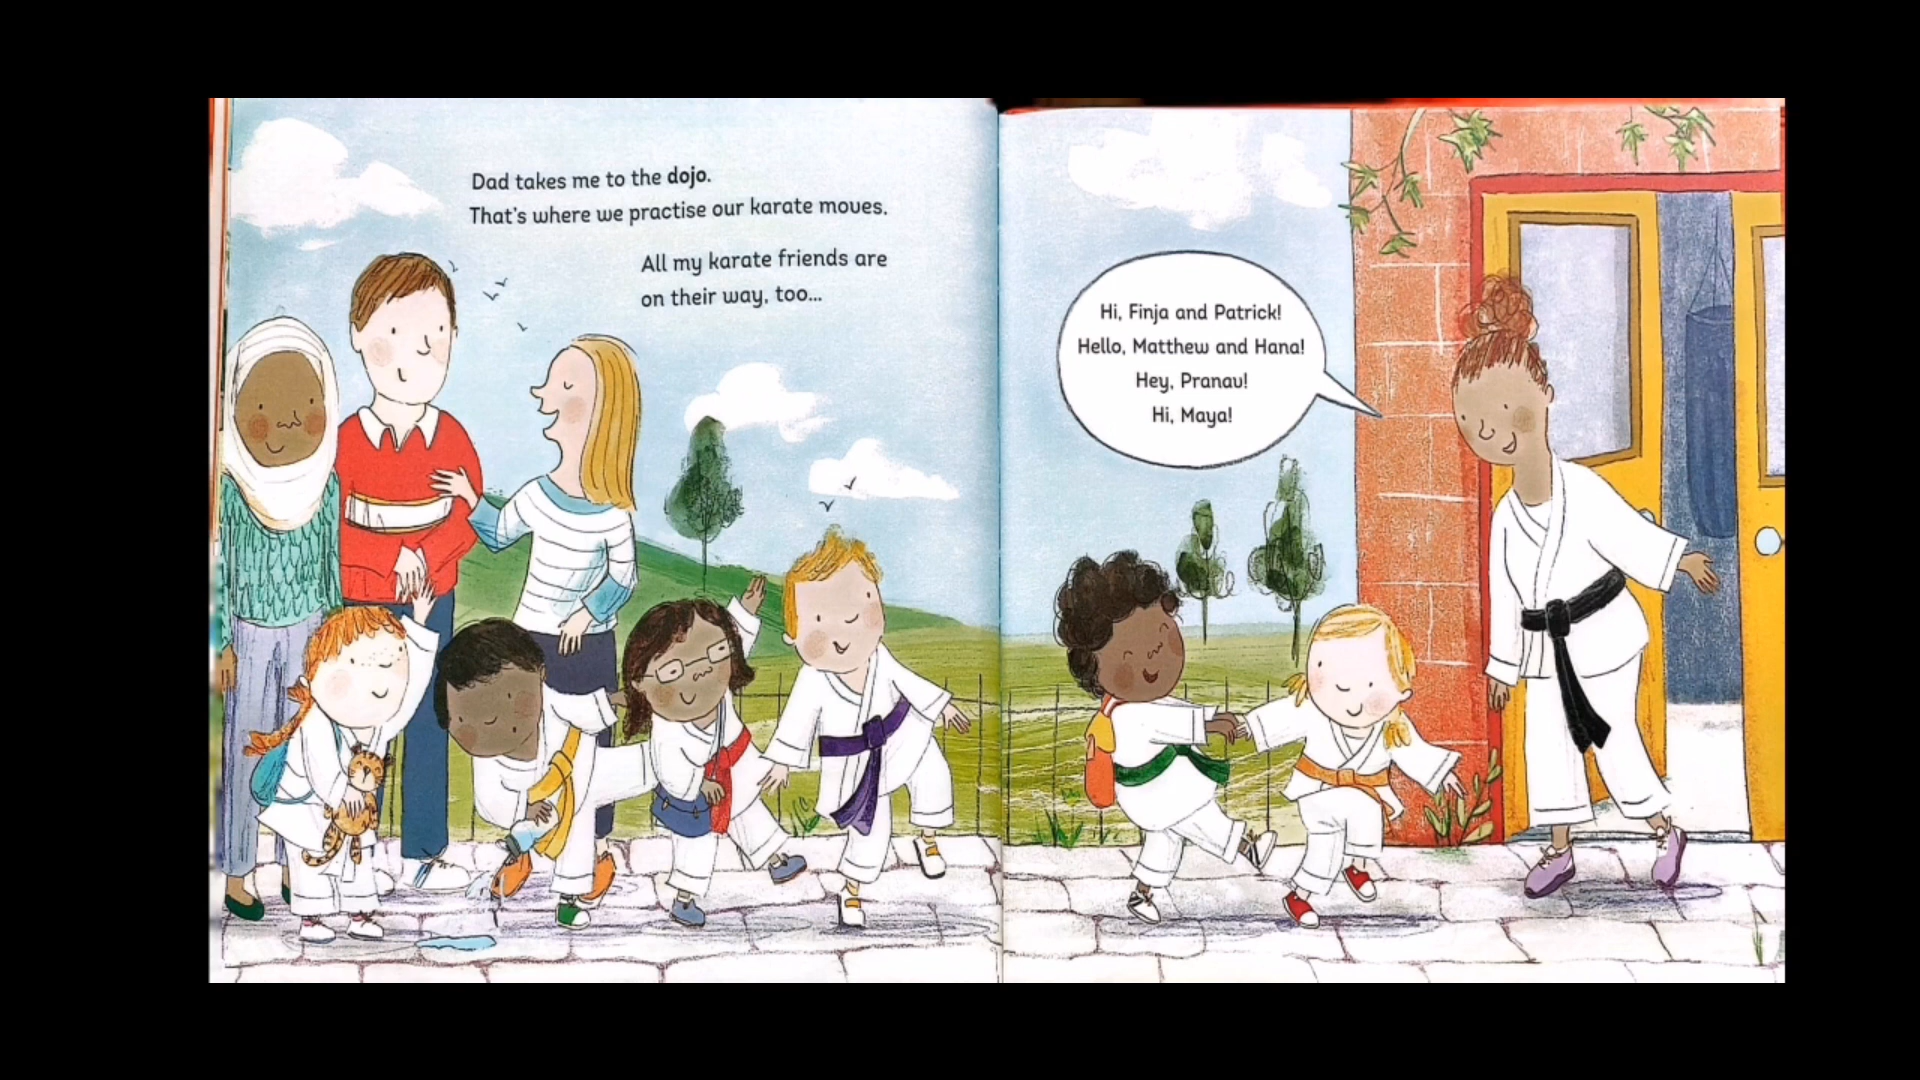 Dad takes me to the dojo.
That's where we practise our karate moves.
All my karate friends are
on their way, too...
Hi, Finja and Patrick!
Hello, Matthew and Hana!
Hey, Pranav!
Hi, Maya!